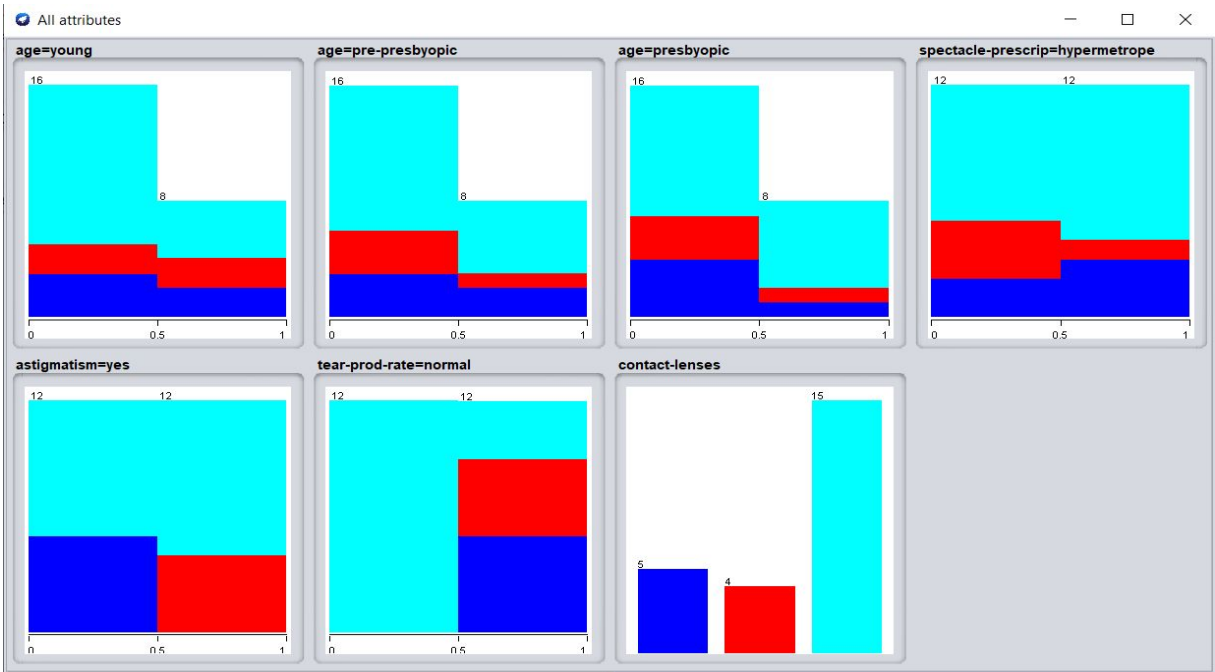 All attributes
age=young
16
8
0 0.5 1
age=pre-presbyopic
16
8
0 0.5 1
age=presbyopic
16
8
0 0.5 1
spectacle-prescrip=hypermetrope
12 12
0 0.5 1
astigmatism=yes
12 12
0 0.5 1
tear-prod-rate=normal
12 12
0 0.5 1
contact-lenses
5
4
15